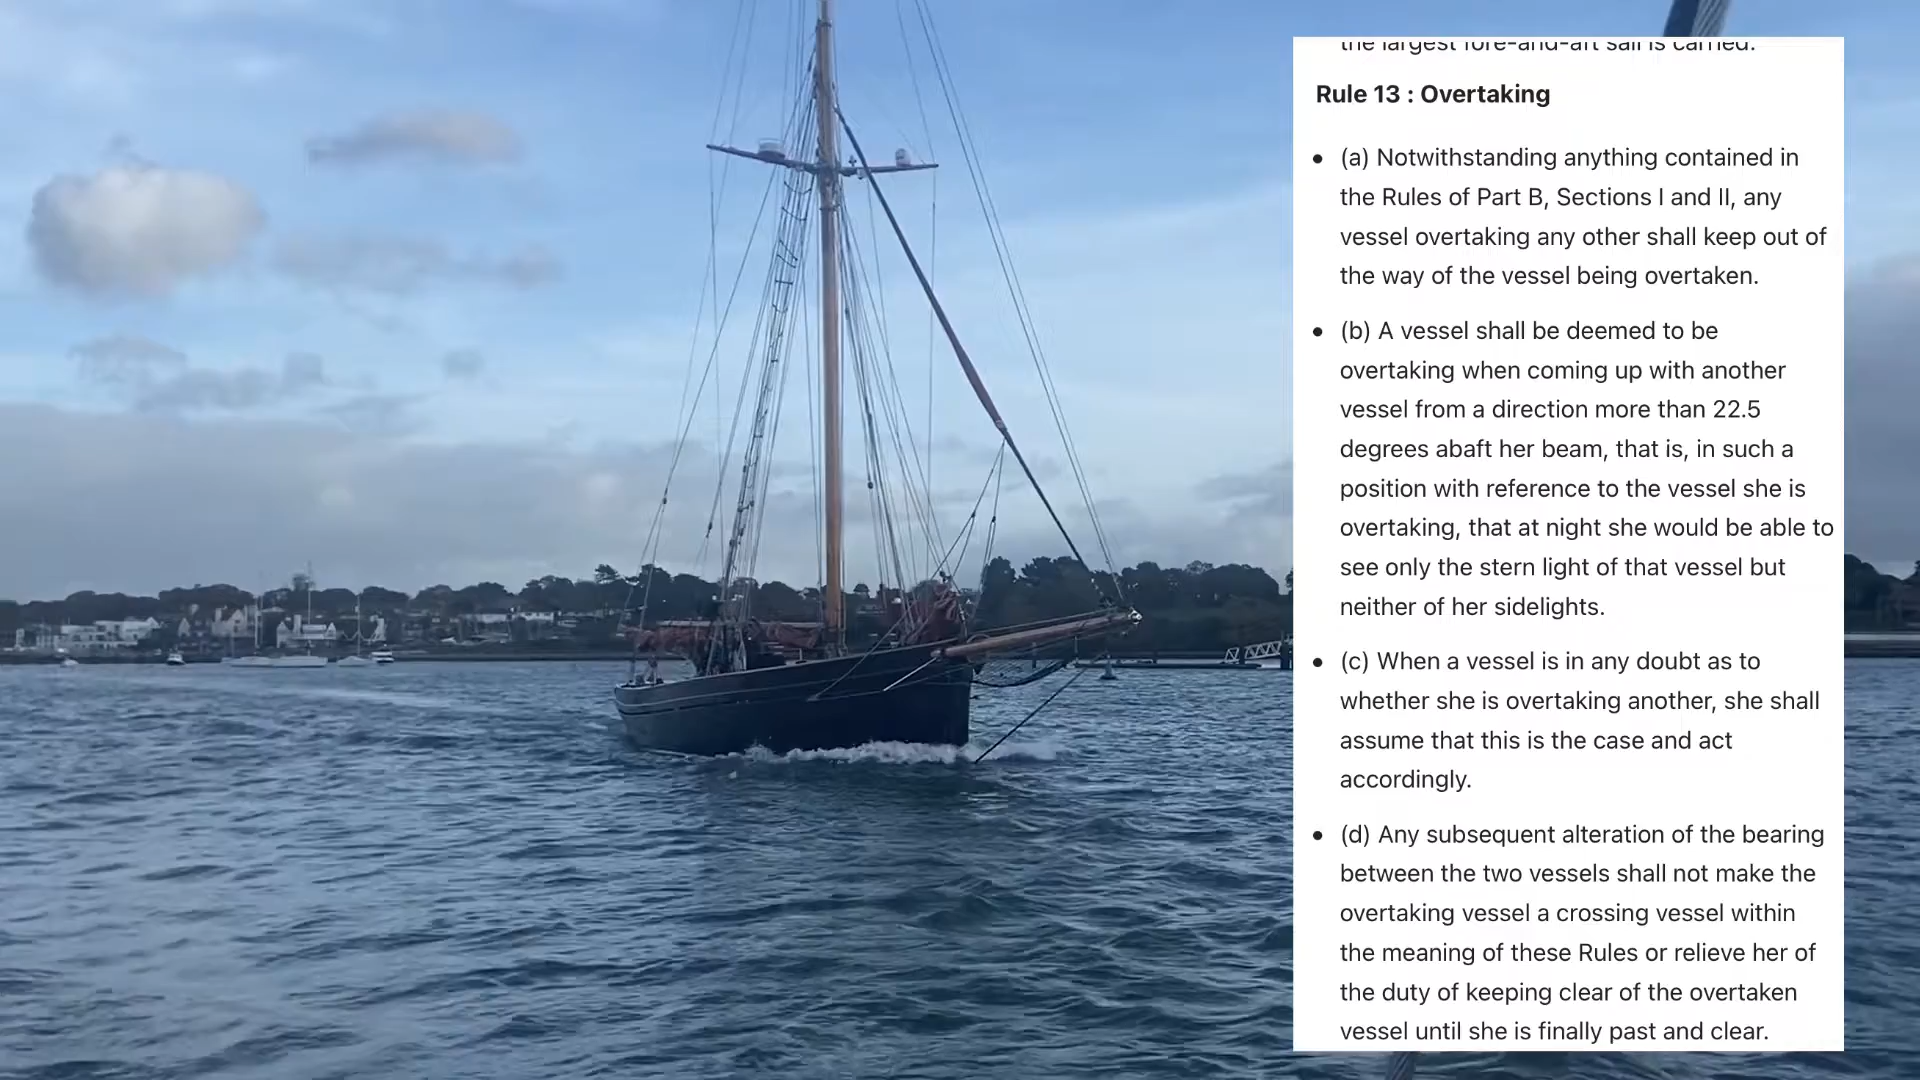 the largest fore-and-aft sail is carried.
Rule 13 : Overtaking
(a) Notwithstanding anything contained in
the Rules of Part B, Sections I and II, any
vessel overtaking any other shall keep out of
the way of the vessel being overtaken.
(b) A vessel shall be deemed to be
overtaking when coming up with another
vessel from a direction more than 22.5
degrees abaft her beam, that is, in such a
position with reference to the vessel she is
overtaking, that at night she would be able to
see only the stern light of that vessel but
neither of her sidelights.
(c) When a vessel is in any doubt as to
whether she is overtaking another, she shall
assume that this is the case and act
accordingly.
(d) Any subsequent alteration of the bearing
between the two vessels shall not make the
overtaking vessel a crossing vessel within
the meaning of these Rules or relieve her of
the duty of keeping clear of the overtaken
vessel until she is finally past and clear.